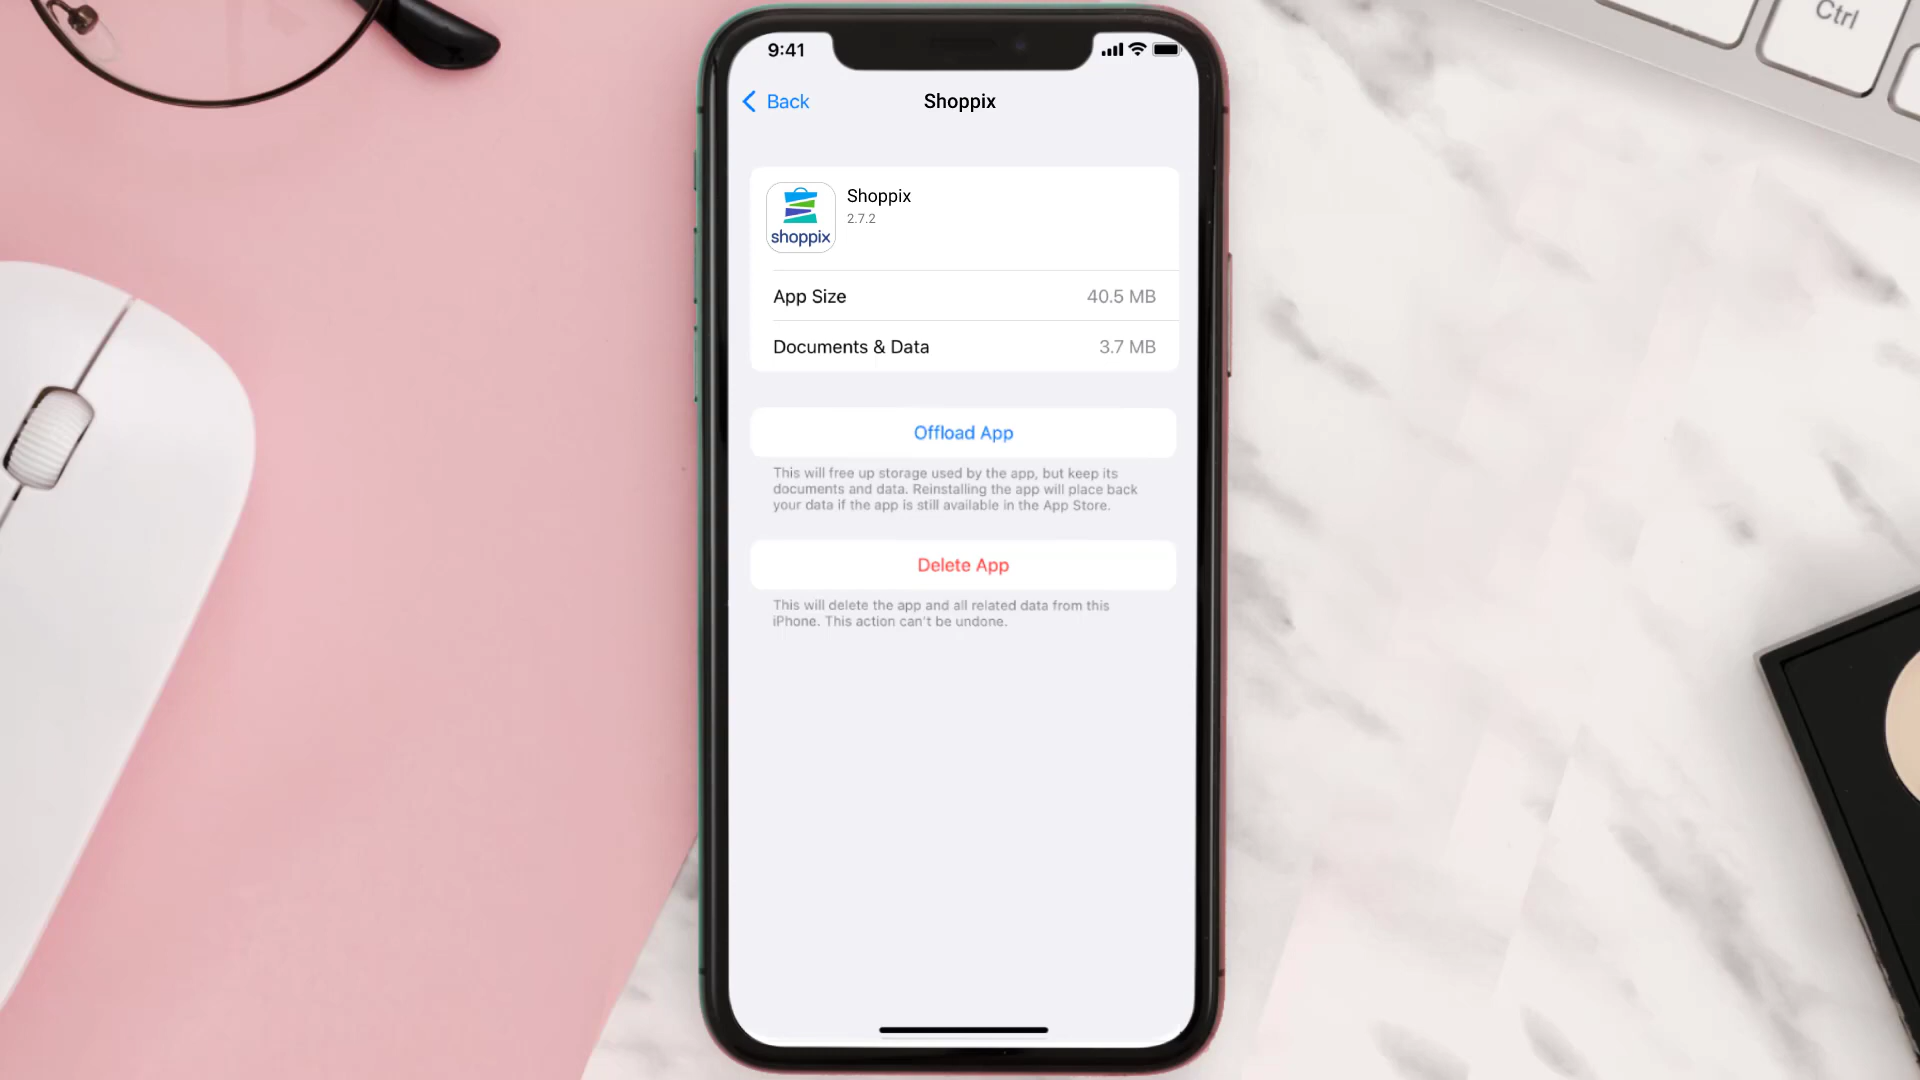 Ctrl
9:41
Back
Shoppix
shoppix
Shoppix
2.7.2
App Size
40.5 MB
Documents & Data
3.7 MB
Offload App
This will free up storage used by the app, but keep its
documents and data. Reinstalling the app will place back
your data if the app is still available in the App Store.
Delete App
This will delete the app and all related data from this
iPhone. This action can't be undone.